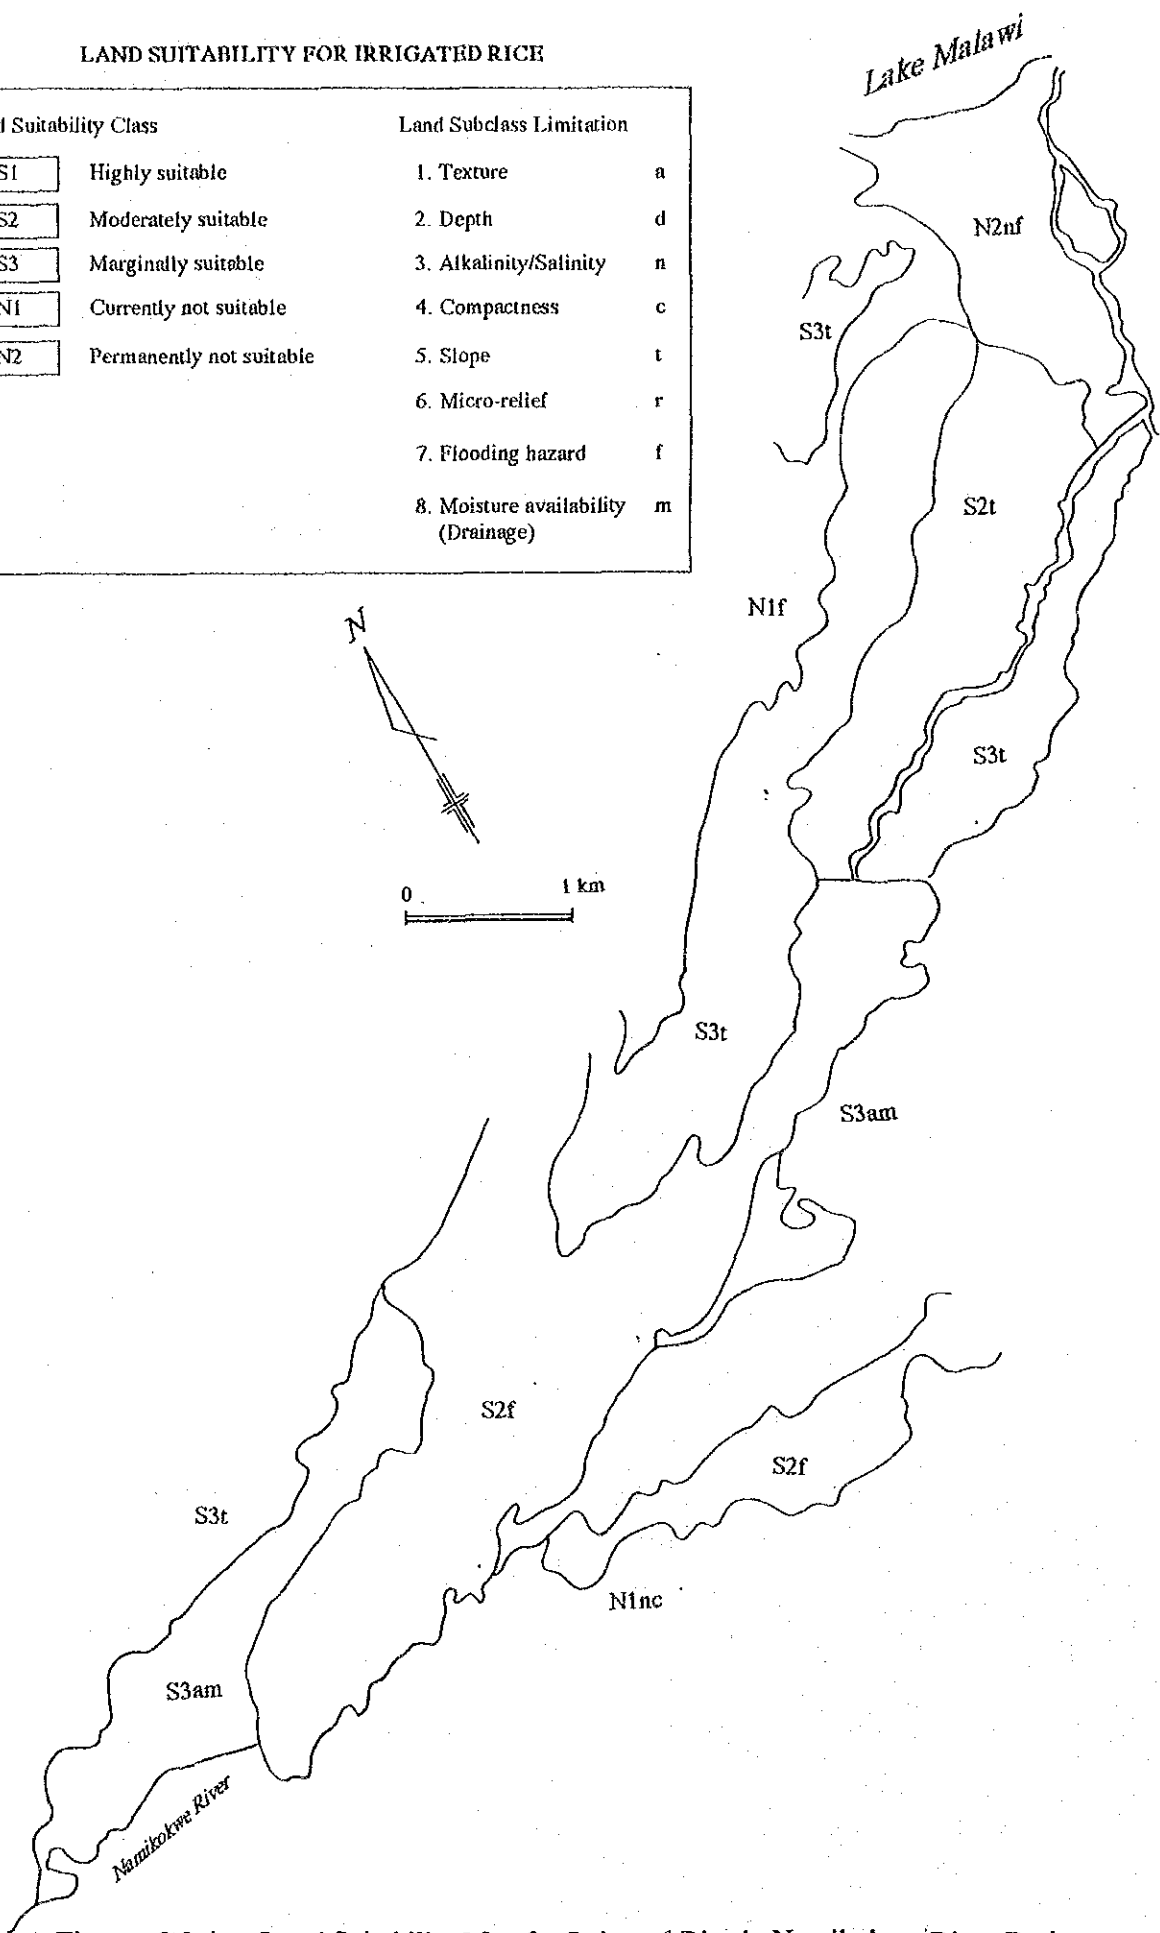 LAND SUITABILITY FOR IRRIGATED RICE
Suitability Class
S1 Highly suitable
S2 Moderately suitable
S3 Marginally suitable
N1 Currently not suitable
N2 Permanently not suitable
Land Subclass Limitation
1. Texture a
2. Depth d
3. Alkalinity/Salinity n
4. Compactness c
5. Slope t
6. Micro-relief r
7. Flooding hazard f
8. Moisture availability m
(Drainage)
Lake Malawi
N2nf
S3t
S2t
N1f
N
S3t
0 1 km
S3t
S3am
S2f
S2f
S3t
N1nc
S3am
Namikokwe River